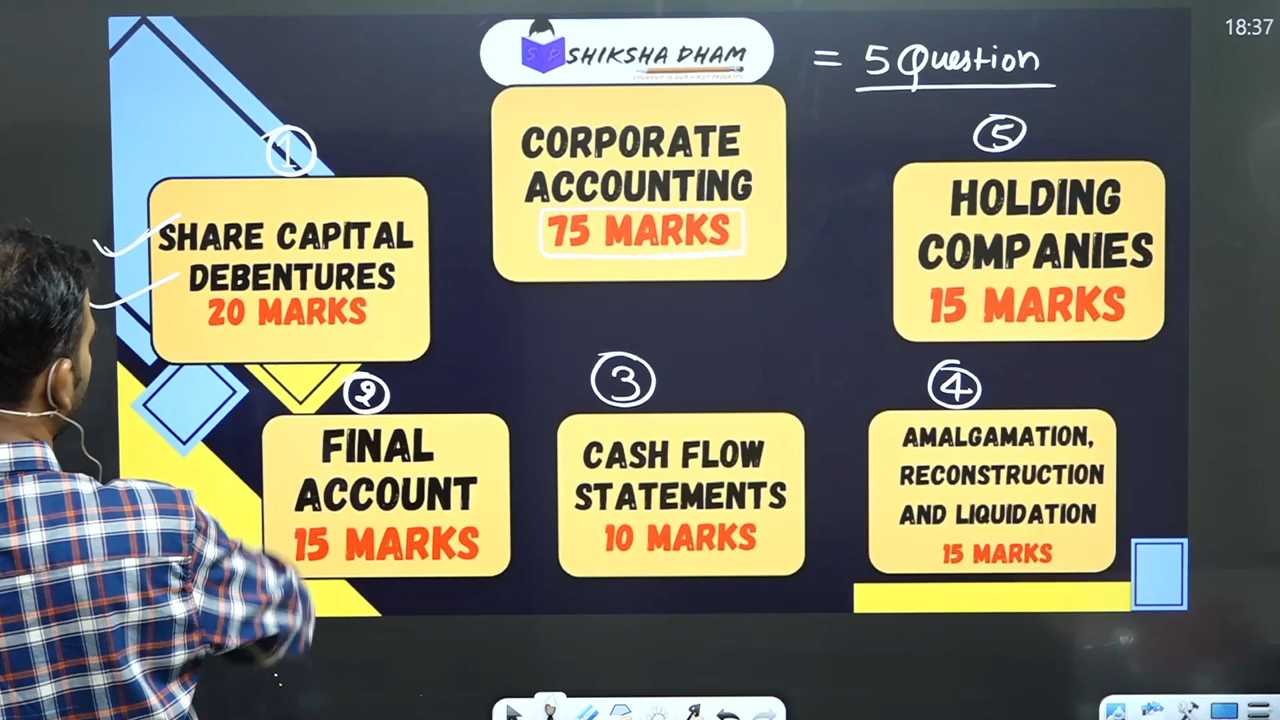 18:37
SD SHIKSHA DHAM
= 5 Question
CORPORATE
ACCOUNTING
75 MARKS
1
SHARE CAPITAL
DEBENTURES
20 MARKS
5
HOLDING
COMPANIES
15 MARKS
2
FINAL
ACCOUNT
15 MARKS
3
CASH FLOW
STATEMENTS
10 MARKS
4
AMALGAMATION,
RECONSTRUCTION
AND LIQUIDATION
15 MARKS